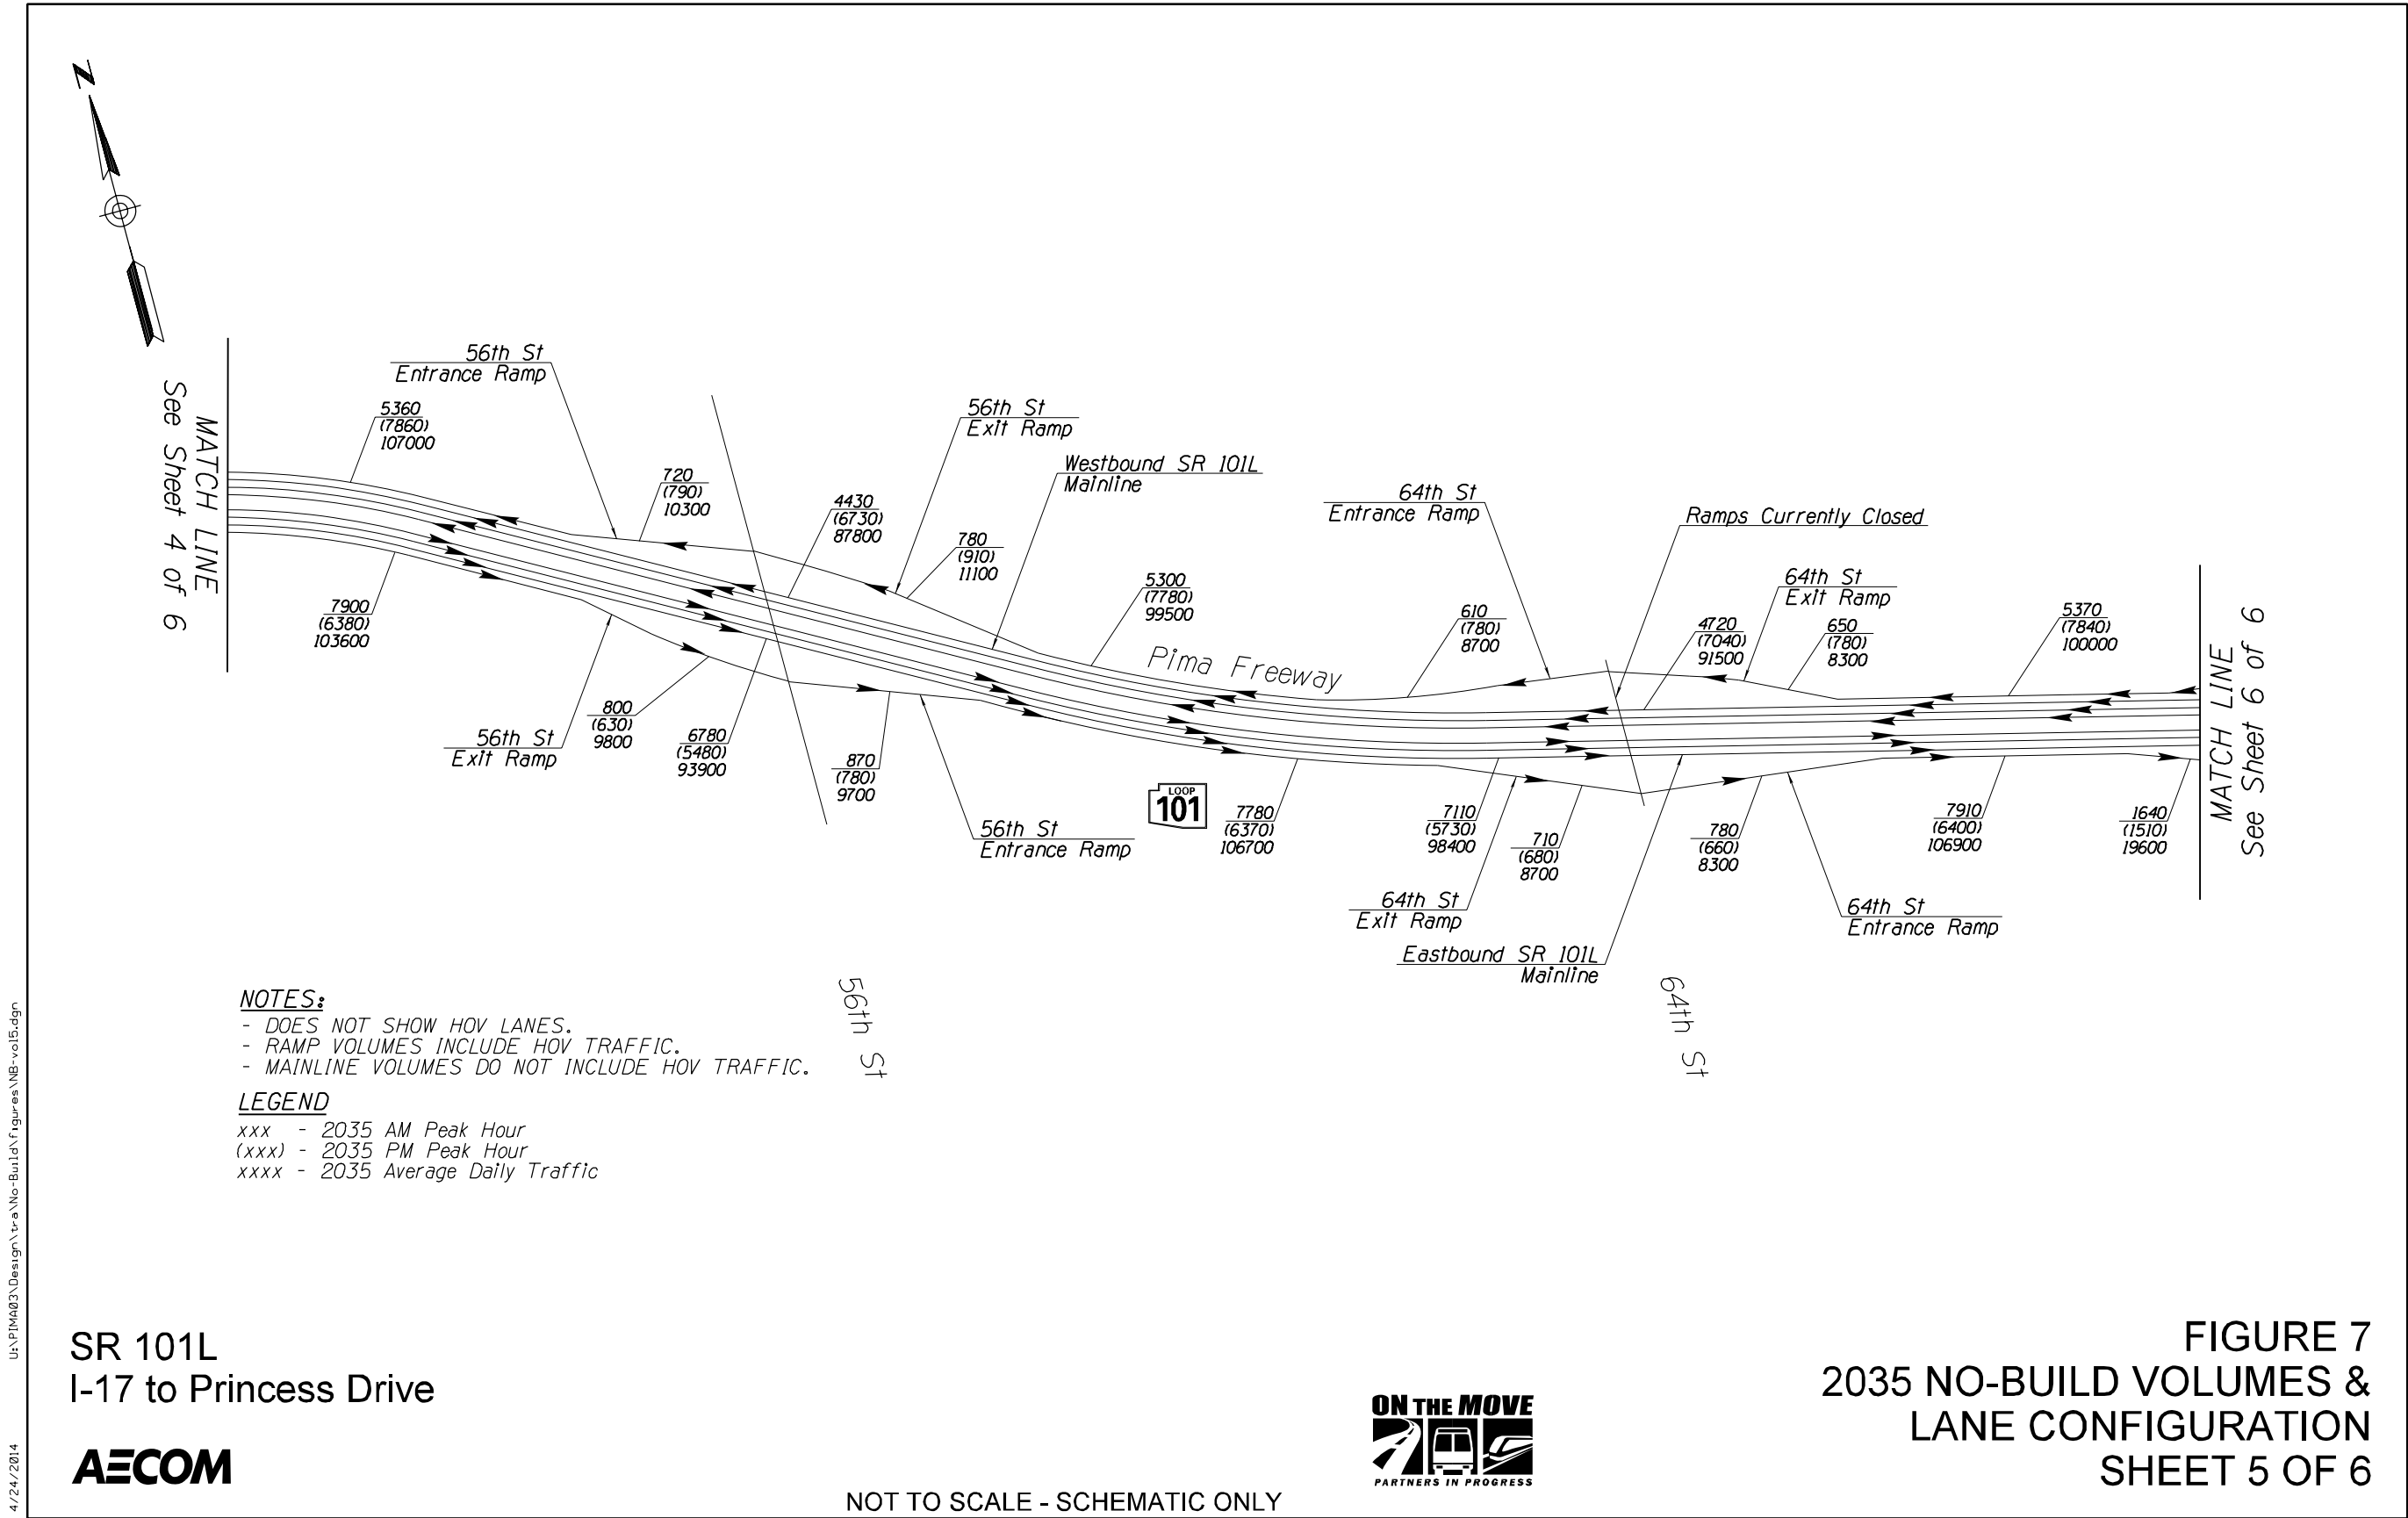 N
MATCH LINE
See Sheet 4 of 6
56th St
Entrance Ramp
5360
(7860)
107000
720
(790)
10300
4430
(6730)
87800
56th St
Exit Ramp
780
(910)
11100
Westbound SR 101L
Mainline
5300
(7780)
99500
Pima Freeway
64th St
Entrance Ramp
610
(780)
8700
Ramps Currently Closed
4720
(7040)
91500
64th St
Exit Ramp
650
(780)
8300
5370
(7840)
100000
MATCH LINE
See Sheet 6 of 6
7900
(6380)
103600
56th St
Exit Ramp
800
(630)
9800
6780
(5480)
93900
870
(780)
9700
56th St
Entrance Ramp
LOOP
101
7780
(6370)
106700
7110
(5730)
98400
64th St
Exit Ramp
710
(680)
8700
Eastbound SR 101L
Mainline
780
(660)
8300
64th St
Entrance Ramp
7910
(6400)
106900
1640
(1510)
19600
56th St
64th St
NOTES:
- DOES NOT SHOW HOV LANES.
- RAMP VOLUMES INCLUDE HOV TRAFFIC.
- MAINLINE VOLUMES DO NOT INCLUDE HOV TRAFFIC.
LEGEND
xxx - 2035 AM Peak Hour
(xxx) - 2035 PM Peak Hour
xxxx - 2035 Average Daily Traffic
SR 101L
I-17 to Princess Drive
AECOM
NOT TO SCALE - SCHEMATIC ONLY
ON THE MOVE
PARTNERS IN PROGRESS
FIGURE 7
2035 NO-BUILD VOLUMES &
LANE CONFIGURATION
SHEET 5 OF 6
U:\PIMA03\Design\tra\No-Build\figures\NB-vol5.dgn
4/24/2014